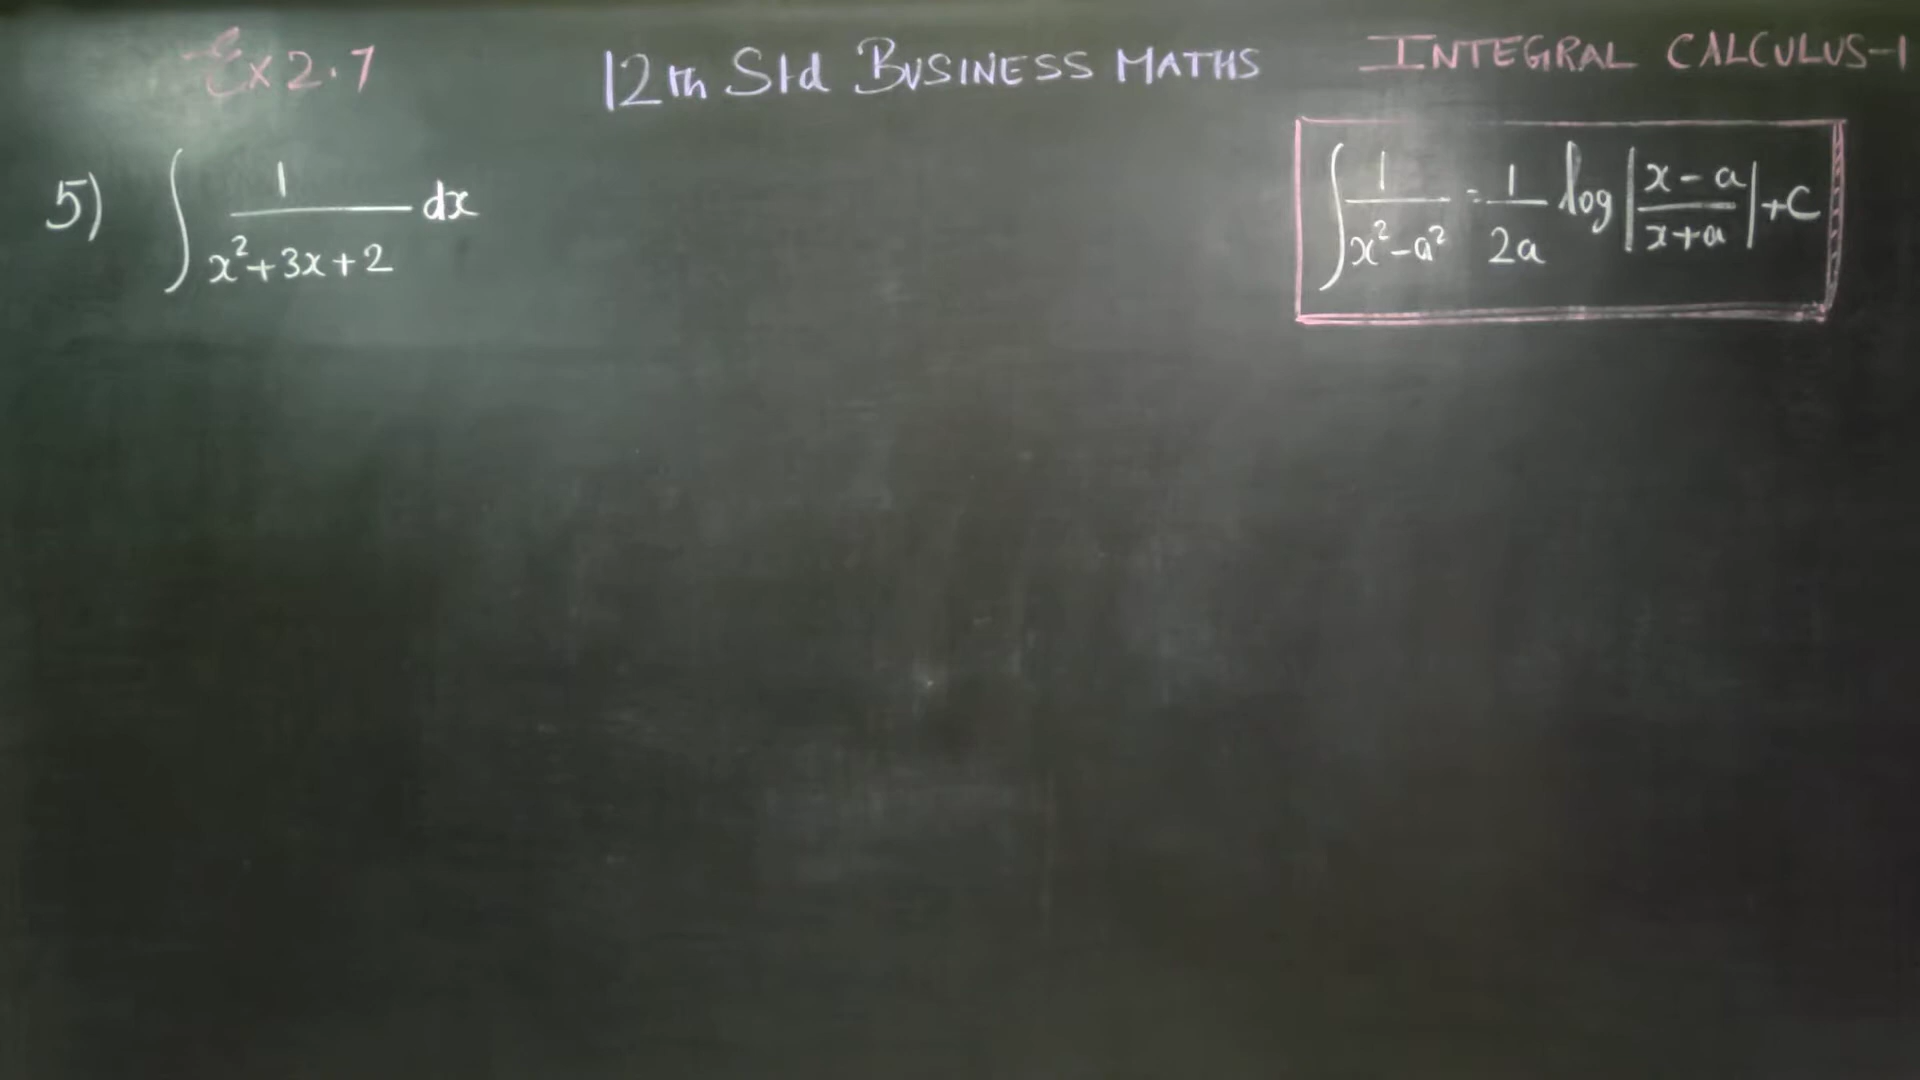 Ex 2.7 12th Std BUSINESS MATHS INTEGRAL CALCULUS-1
5) ∫ 1/(x²+3x+2) dx
∫ 1/(x²-a²) = 1/2a log |(x-a)/(x+a)| +C